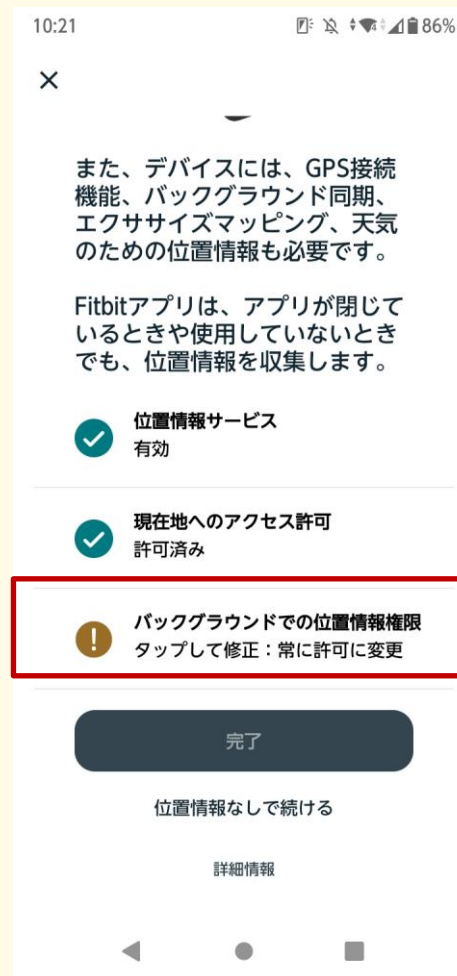 10:21
86%
また、デバイスには、GPS接続
機能、バックグラウンド同期、
エクササイズマッピング、天気
のための位置情報も必要です。
Fitbitアプリは、アプリが閉じて
いるときや使用していないとき
でも、位置情報を収集します。
位置情報サービス
有効
現在地へのアクセス許可
許可済み
バックグラウンドでの位置情報権限
タップして修正：常に許可に変更
完了
位置情報なしで続ける
詳細情報